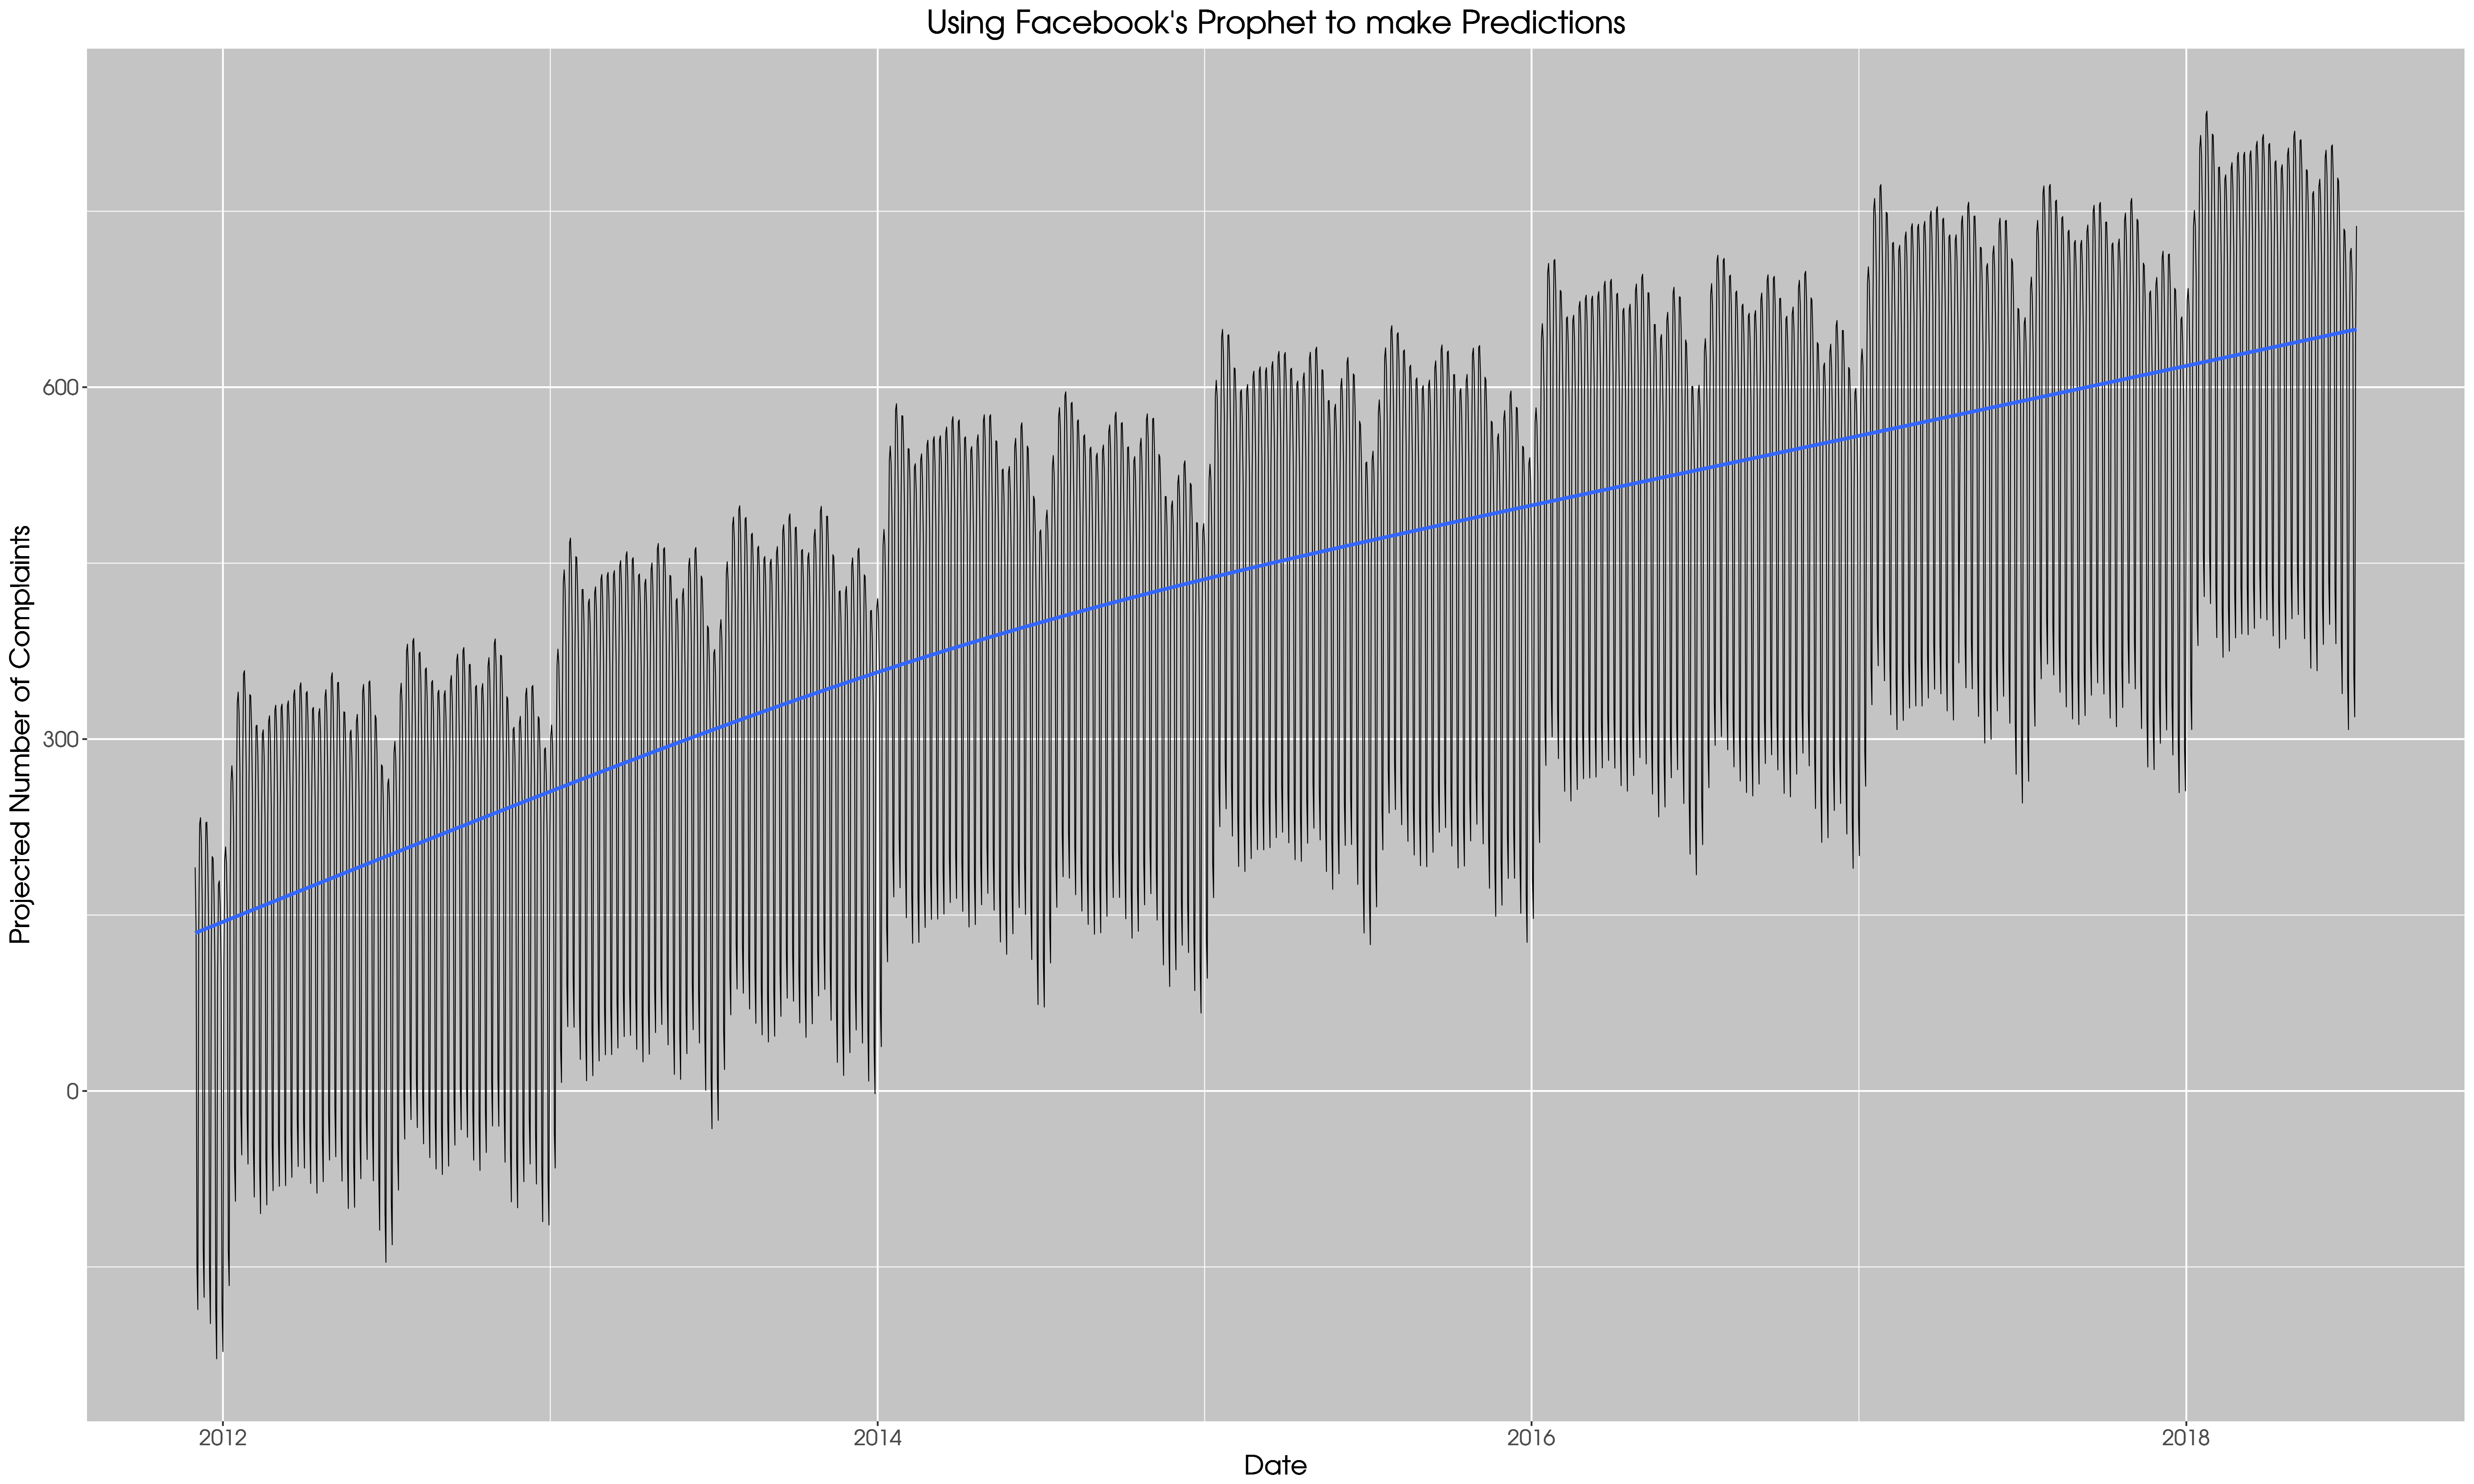 Using Facebook's Prophet to make Predictions
Projected Number of Complaints
600
300
0
2012
2014
2016
2018
Date